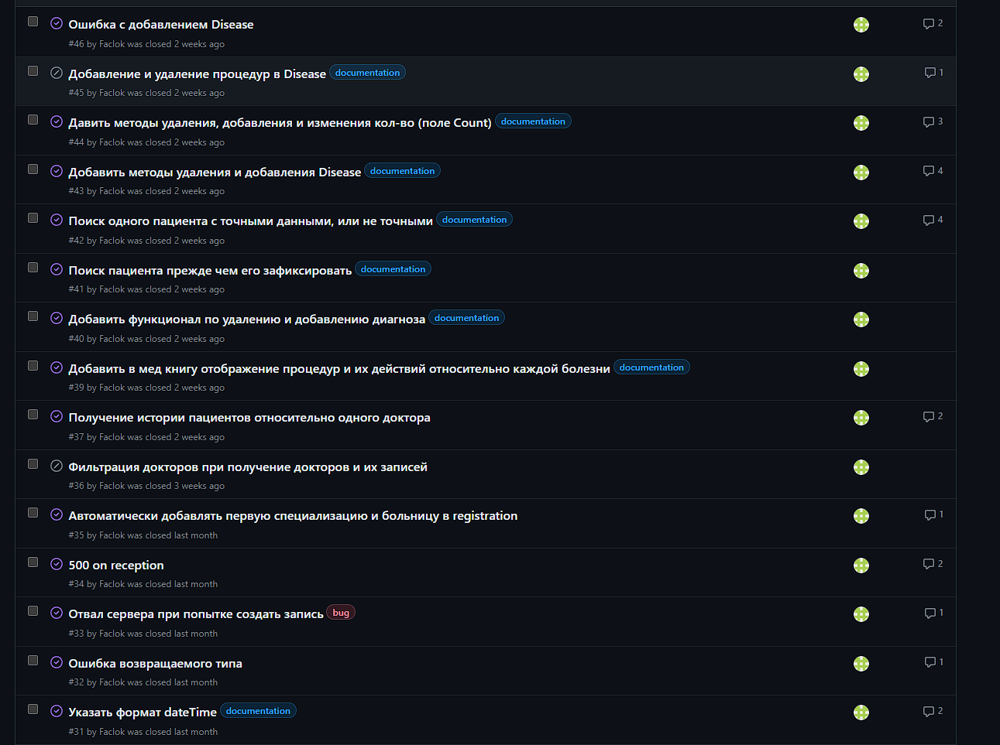 Ошибка с добавлением Disease
2
#46 by Faclok was closed 2 weeks ago
Добавление и удаление процедур в Disease documentation
1
#45 by Faclok was closed 2 weeks ago
Давить методы удаления, добавления и изменения кол-во (поле Count) documentation
3
#44 by Faclok was closed 2 weeks ago
Добавить методы удаления и добавления Disease documentation
4
#43 by Faclok was closed 2 weeks ago
Поиск одного пациента с точными данными, или не точными documentation
4
#42 by Faclok was closed 2 weeks ago
Поиск пациента прежде чем его зафиксировать documentation
#41 by Faclok was closed 2 weeks ago
Добавить функционал по удалению и добавлению диагноза documentation
#40 by Faclok was closed 2 weeks ago
Добавить в мед книгу отображение процедур и их действий относительно каждой болезни documentation
#39 by Faclok was closed 2 weeks ago
Получение истории пациентов относительно одного доктора
2
#37 by Faclok was closed 2 weeks ago
Фильтрация докторов при получение докторов и их записей
#36 by Faclok was closed 3 weeks ago
Автоматически добавлять первую специализацию и больницу в registration
1
#35 by Faclok was closed last month
500 on reception
2
#34 by Faclok was closed last month
Отвал сервера при попытке создать запись bug
1
#33 by Faclok was closed last month
Ошибка возвращаемого типа
1
#32 by Faclok was closed last month
Указать формат dateTime documentation
2
#31 by Faclok was closed last month